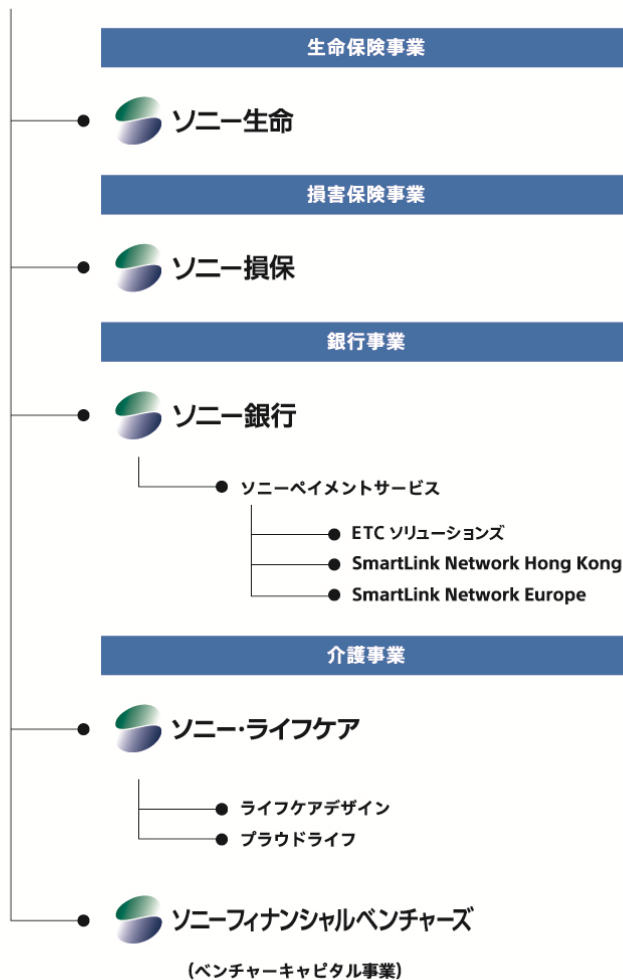 生命保険事業
ソニー生命
損害保険事業
ソニー損保
銀行事業
ソニー銀行
ソニーペイメントサービス
ETC ソリューションズ
SmartLink Network Hong Kong
SmartLink Network Europe
介護事業
ソニー・ライフケア
ライフケアデザイン
プラウドライフ
ソニーフィナンシャルベンチャーズ
(ベンチャーキャピタル事業)